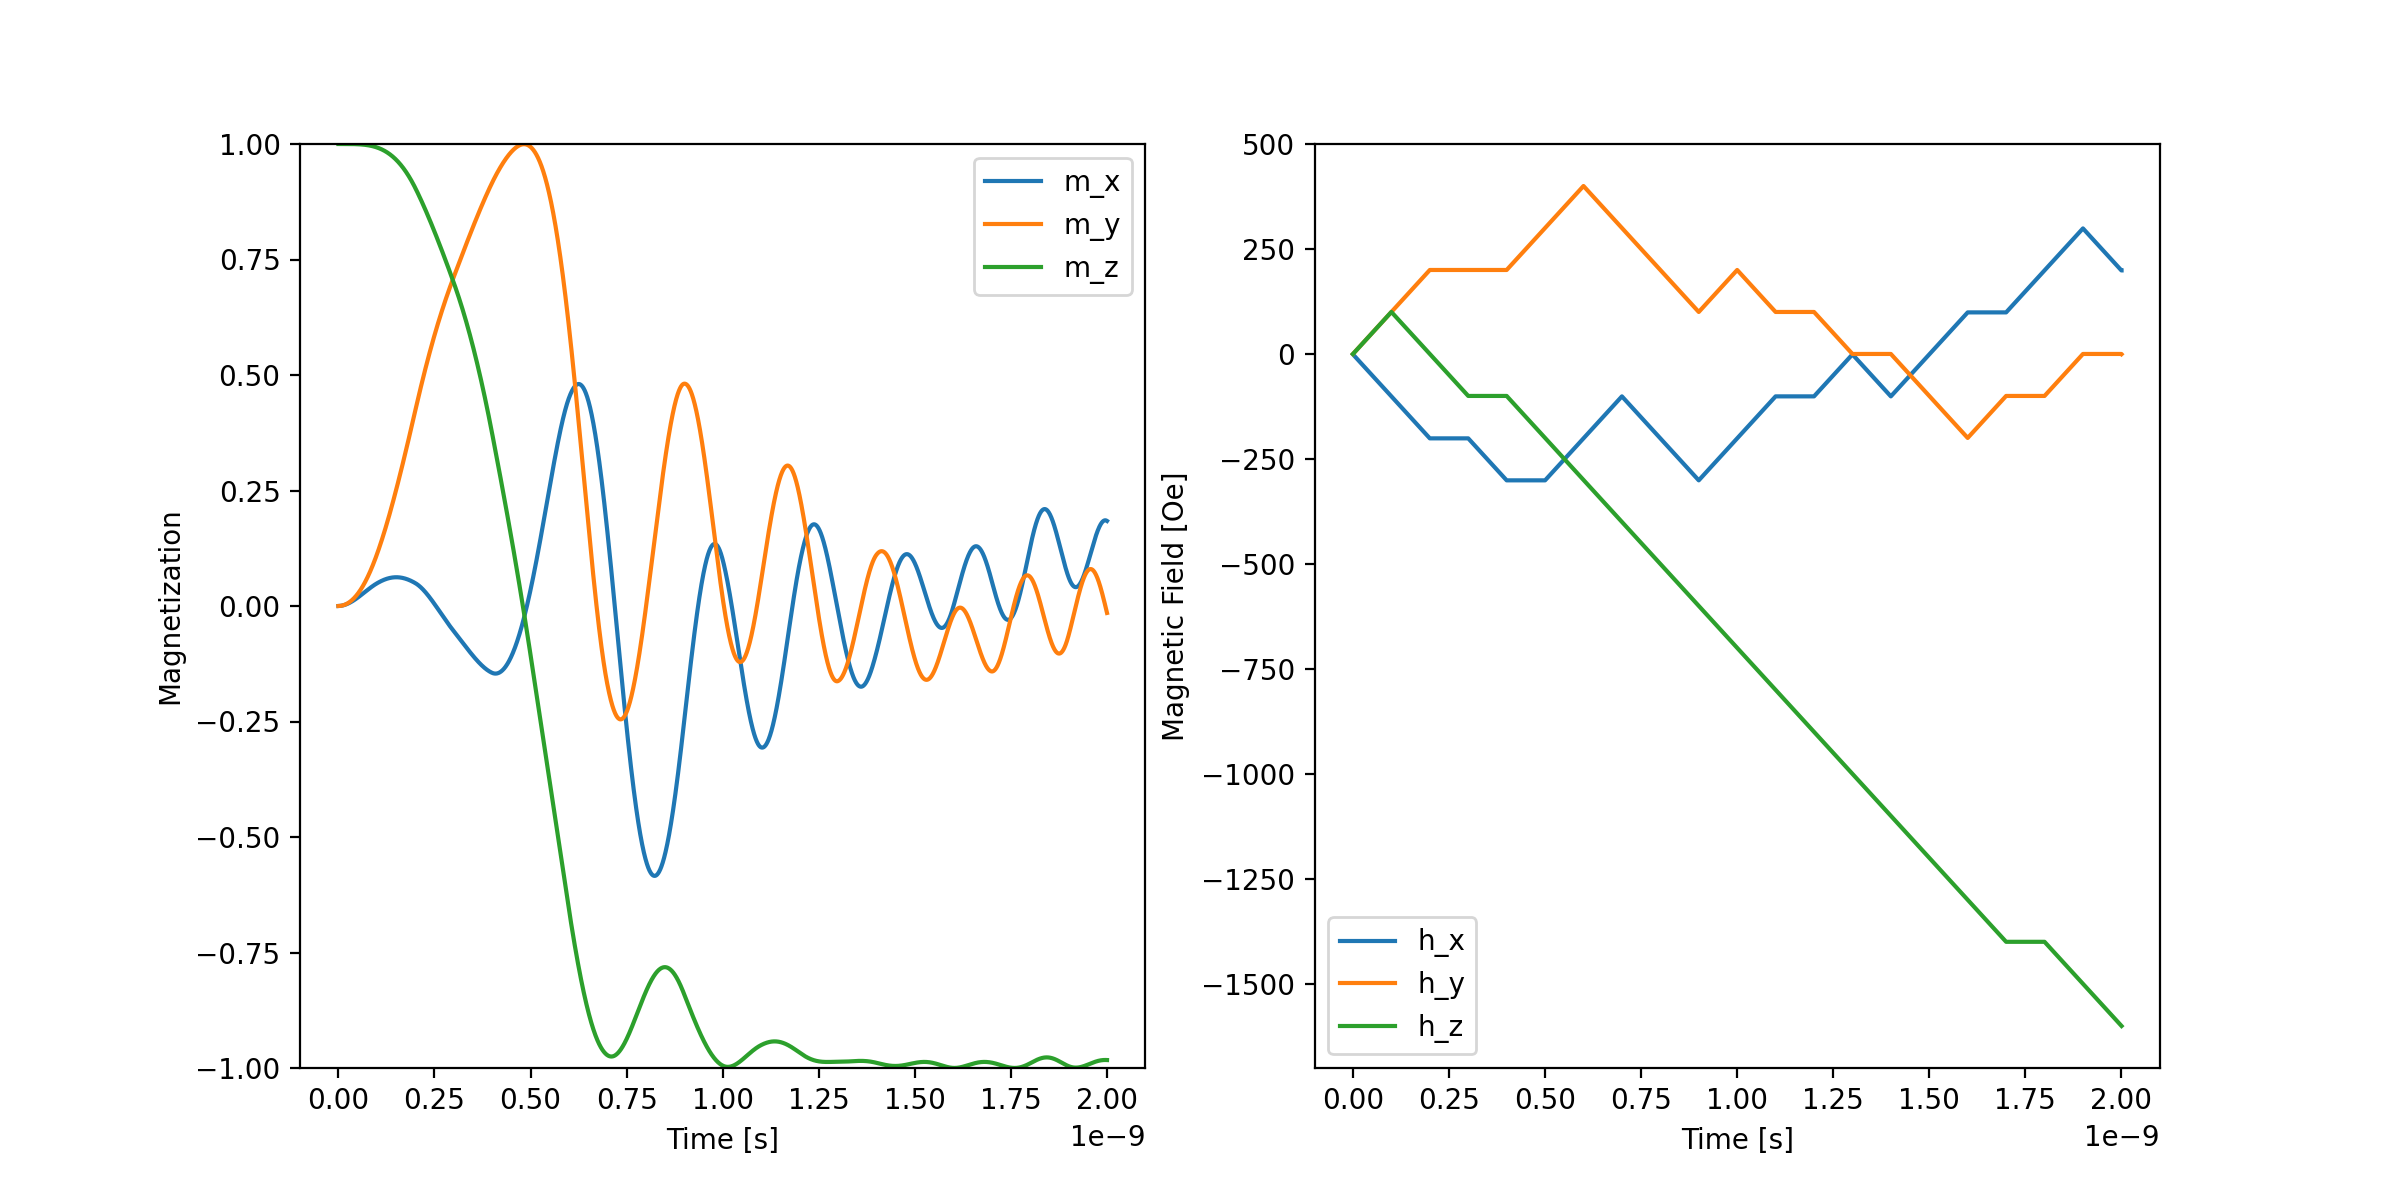 1.00
0.75
0.50
0.25
0.00
−0.25
−0.50
−0.75
−1.00
Magnetization
m_x
m_y
m_z
0.00 0.25 0.50 0.75 1.00 1.25 1.50 1.75 2.00
Time [s]
1e−9
500
250
0
−250
−500
−750
−1000
−1250
−1500
Magnetic Field [Oe]
h_x
h_y
h_z
0.00 0.25 0.50 0.75 1.00 1.25 1.50 1.75 2.00
Time [s]
1e−9